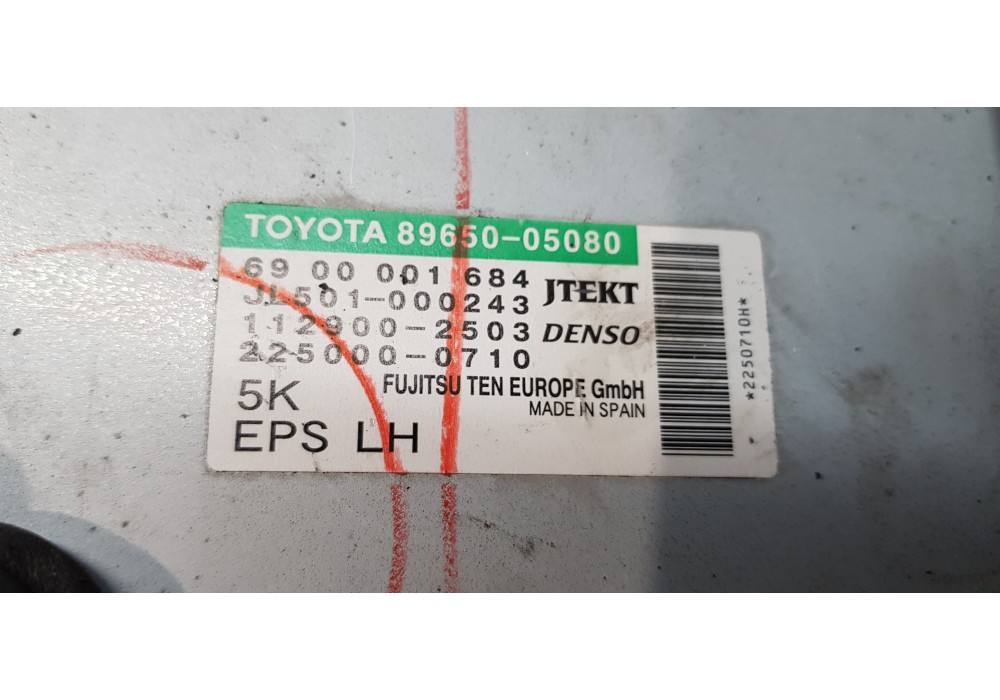 TOYOTA 89650-05080
69 00 001 684
JL501-000243
JTEKT
112900-2503
DENSO
225000-0710
5K
FUJITSU TEN EUROPE GmbH
MADE IN SPAIN
EPS LH
*2250710H*